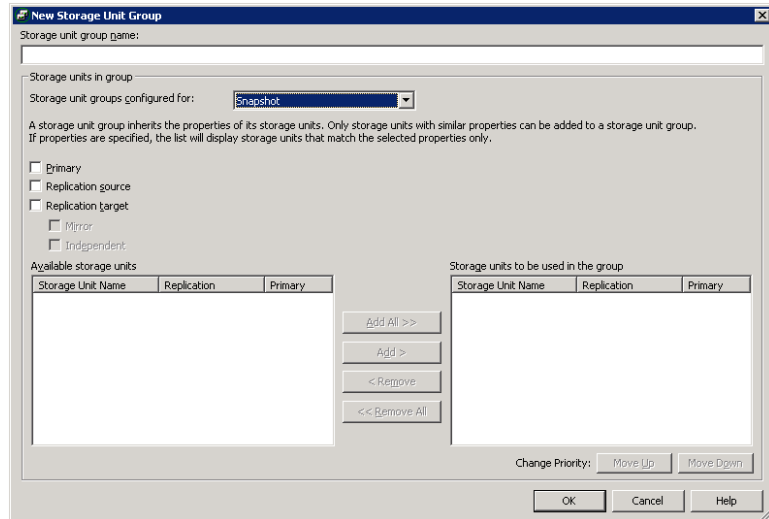 New Storage Unit Group
Storage unit group name:
Storage units in group
Storage unit groups configured for: Snapshot
A storage unit group inherits the properties of its storage units. Only storage units with similar properties can be added to a storage unit group.
If properties are specified, the list will display storage units that match the selected properties only.
Primary
Replication source
Replication target
Mirror
Independent
Available storage units
Storage Unit Name Replication Primary
Storage units to be used in the group
Storage Unit Name Replication Primary
Add All >>
Add >
< Remove
<< Remove All
Change Priority: Move Up Move Down
OK Cancel Help